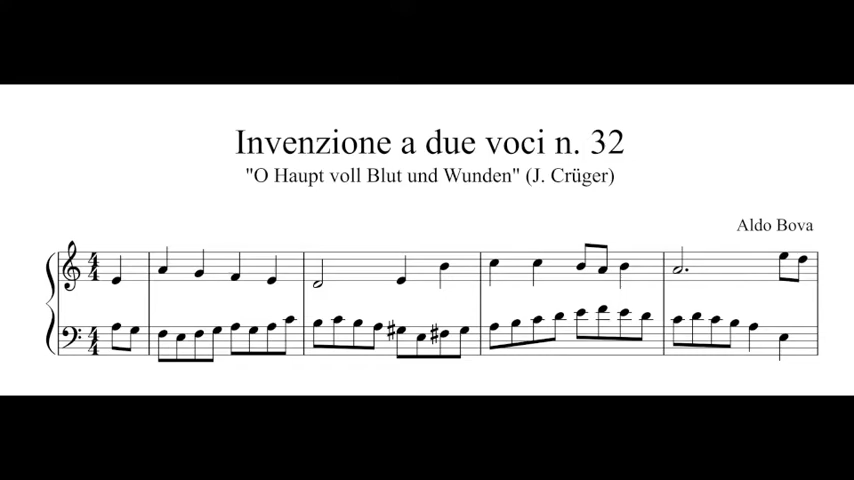 Invenzione a due voci n. 32
"O Haupt voll Blut und Wunden" (J. Crüger)
Aldo Bova